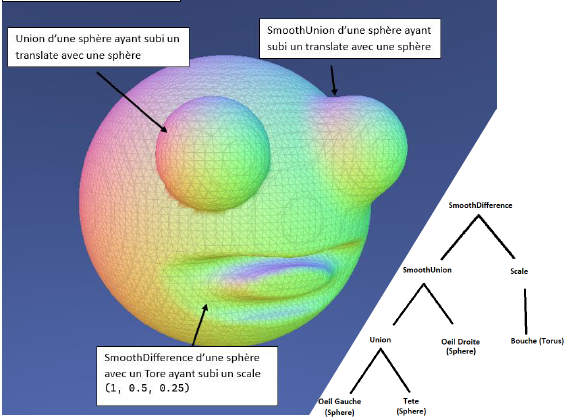 Union d'une sphère ayant subi un
translate avec une sphère
SmoothUnion d'une sphère ayant
subi un translate avec une sphère
SmoothDifference d'une sphère
avec un Tore ayant subi un scale
(1, 0.5, 0.25)
SmoothDifference
SmoothUnion
Scale
Union
Oeil Droite
(Sphere)
Bouche (Torus)
Oeil Gauche
(Sphere)
Tete
(Sphere)